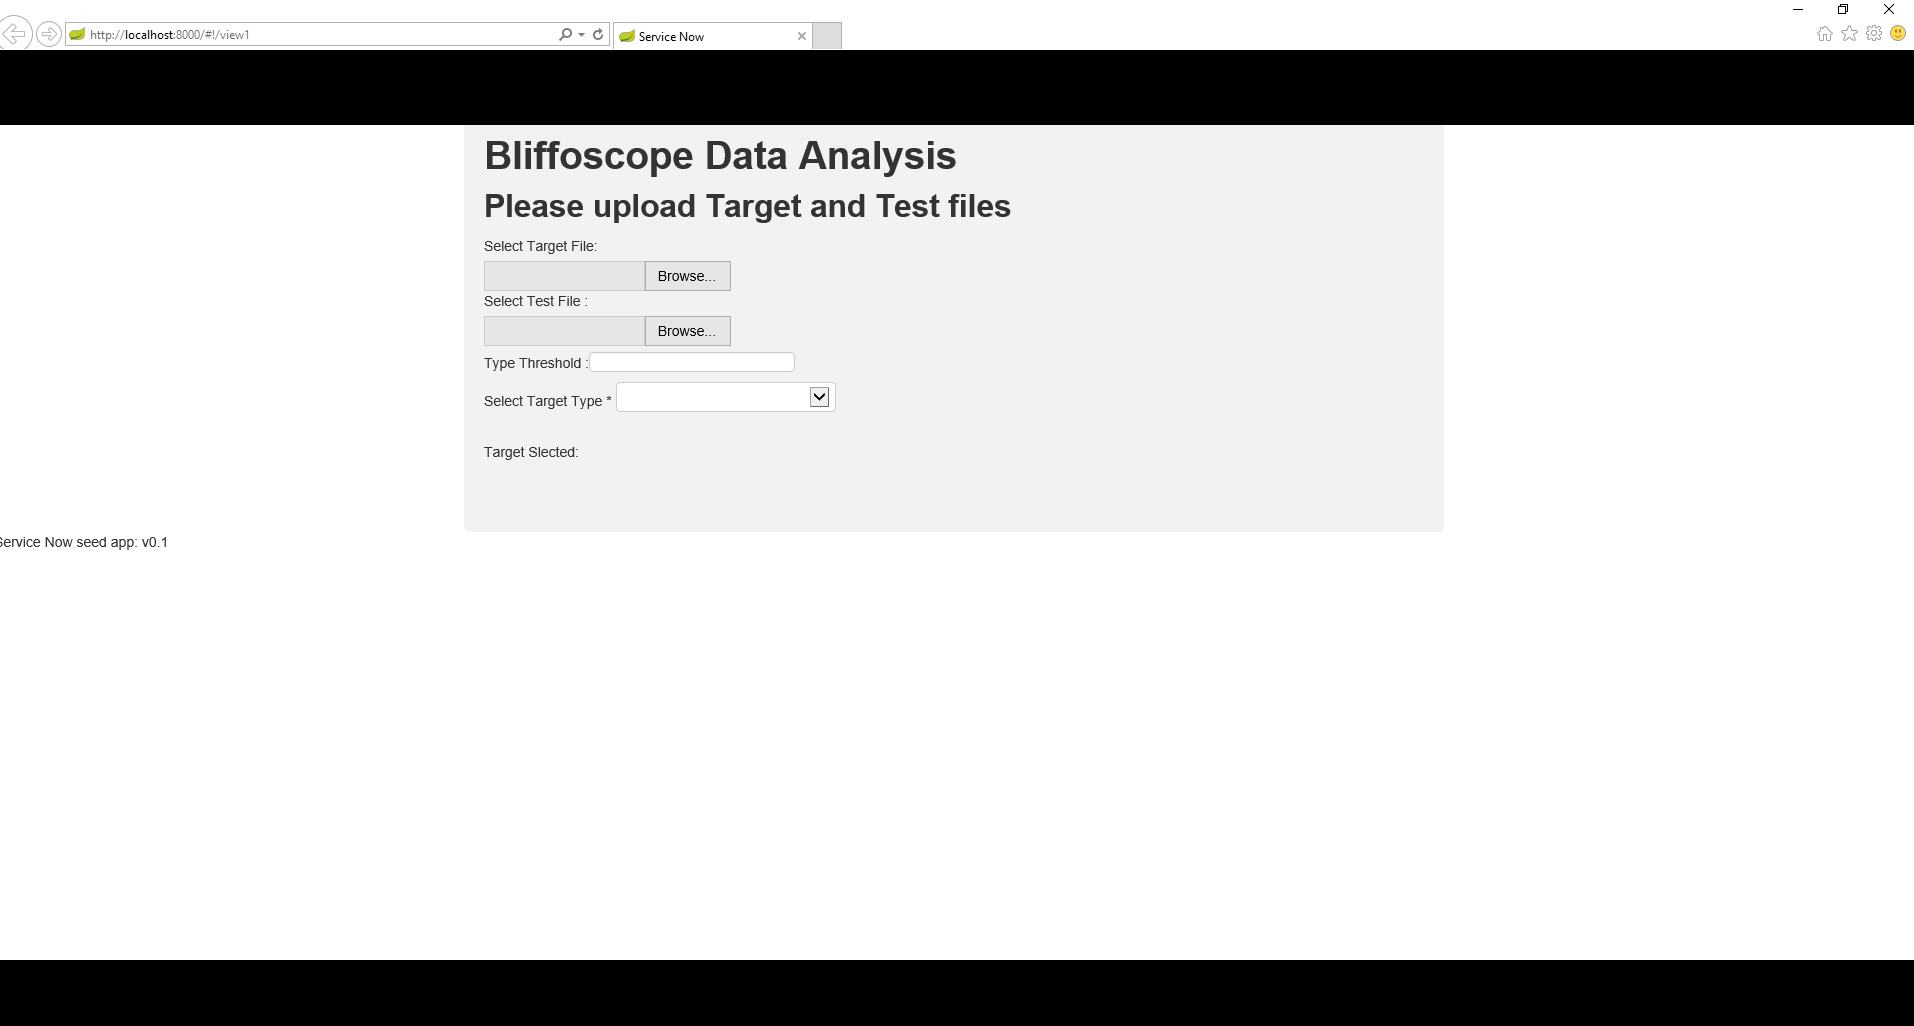 http://localhost:8000/#!/view1
Service Now
Bliffoscope Data Analysis
Please upload Target and Test files
Select Target File:
Browse...
Select Test File :
Browse...
Type Threshold :
Select Target Type *
Target Slected:
Service Now seed app: v0.1